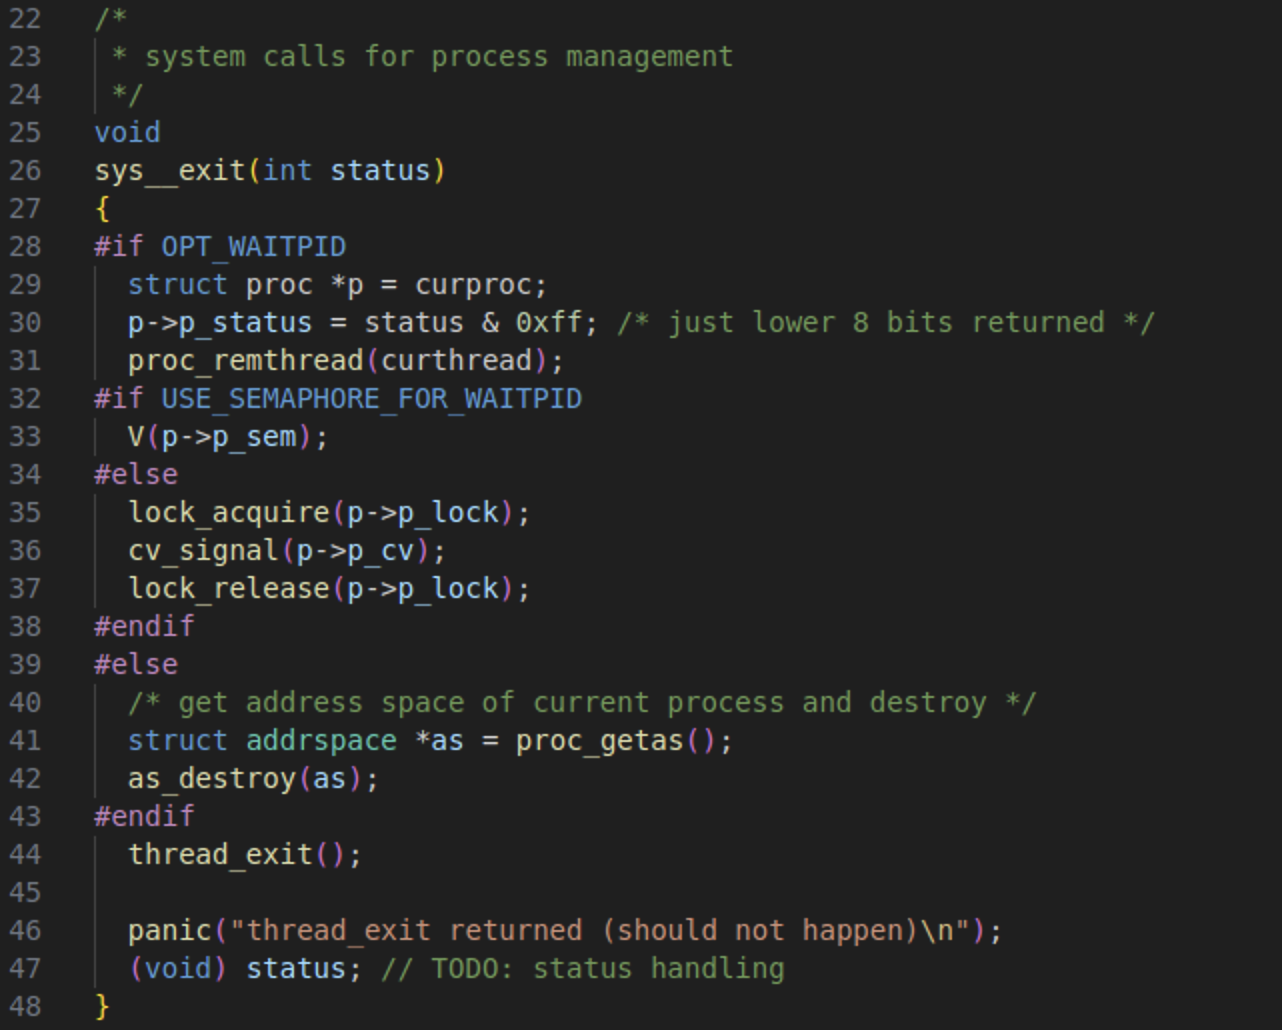 22 /*
23  * system calls for process management
24  */
25 void
26 sys__exit(int status)
27 {
28 #if OPT_WAITPID
29   struct proc *p = curproc;
30   p->p_status = status & 0xff; /* just lower 8 bits returned */
31   proc_remthread(curthread);
32 #if USE_SEMAPHORE_FOR_WAITPID
33   V(p->p_sem);
34 #else
35   lock_acquire(p->p_lock);
36   cv_signal(p->p_cv);
37   lock_release(p->p_lock);
38 #endif
39 #else
40   /* get address space of current process and destroy */
41   struct addrspace *as = proc_getas();
42   as_destroy(as);
43 #endif
44   thread_exit();
45
46   panic("thread_exit returned (should not happen)\n");
47   (void) status; // TODO: status handling
48 }